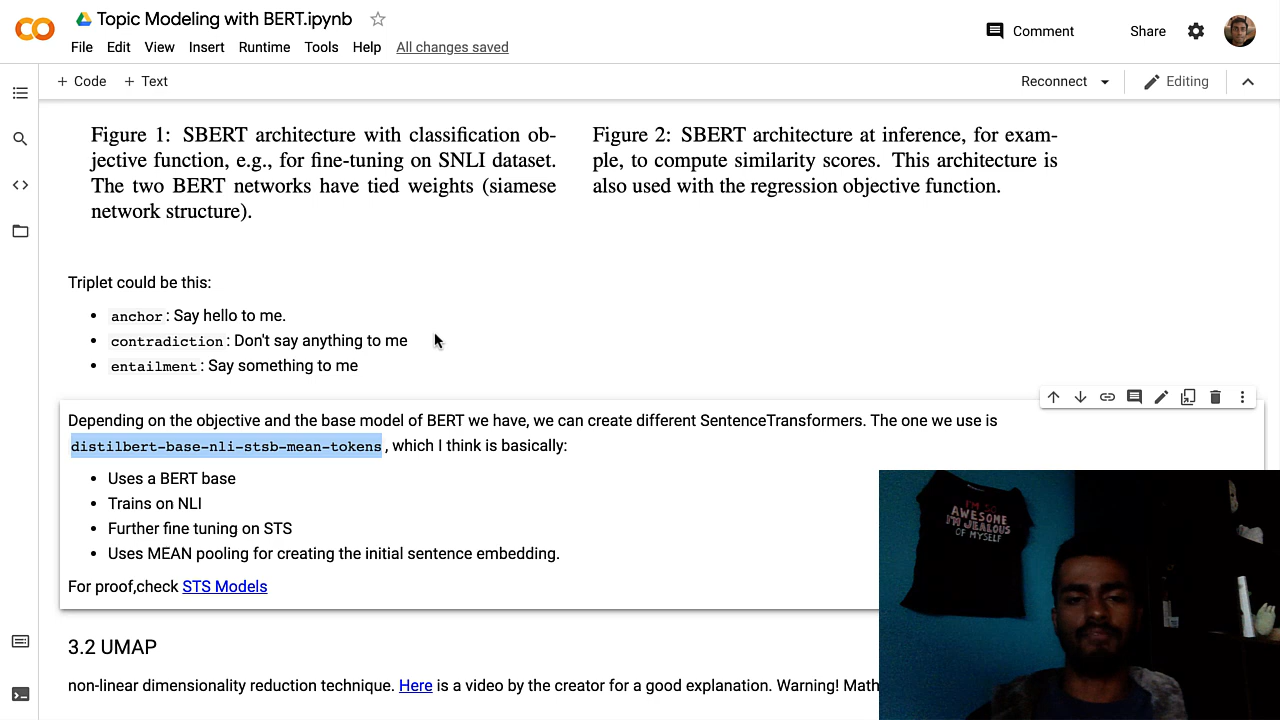 Topic Modeling with BERT.ipynb
File Edit View Insert Runtime Tools Help All changes saved
Comment
Share
+ Code + Text
Reconnect
Editing
Figure 1: SBERT architecture with classification ob-
jective function, e.g., for fine-tuning on SNLI dataset.
The two BERT networks have tied weights (siamese
network structure).
Figure 2: SBERT architecture at inference, for exam-
ple, to compute similarity scores. This architecture is
also used with the regression objective function.
Triplet could be this:
• anchor: Say hello to me.
• contradiction: Don't say anything to me
• entailment: Say something to me
Depending on the objective and the base model of BERT we have, we can create different SentenceTransformers. The one we use is
distilbert-base-nli-stsb-mean-tokens, which I think is basically:
• Uses a BERT base
• Trains on NLI
• Further fine tuning on STS
• Uses MEAN pooling for creating the initial sentence embedding.
For proof,check STS Models
3.2 UMAP
non-linear dimensionality reduction technique. Here is a video by the creator for a good explanation. Warning! Math
I'M SO
AWESOME
I'M JEALOUS
OF MYSELF